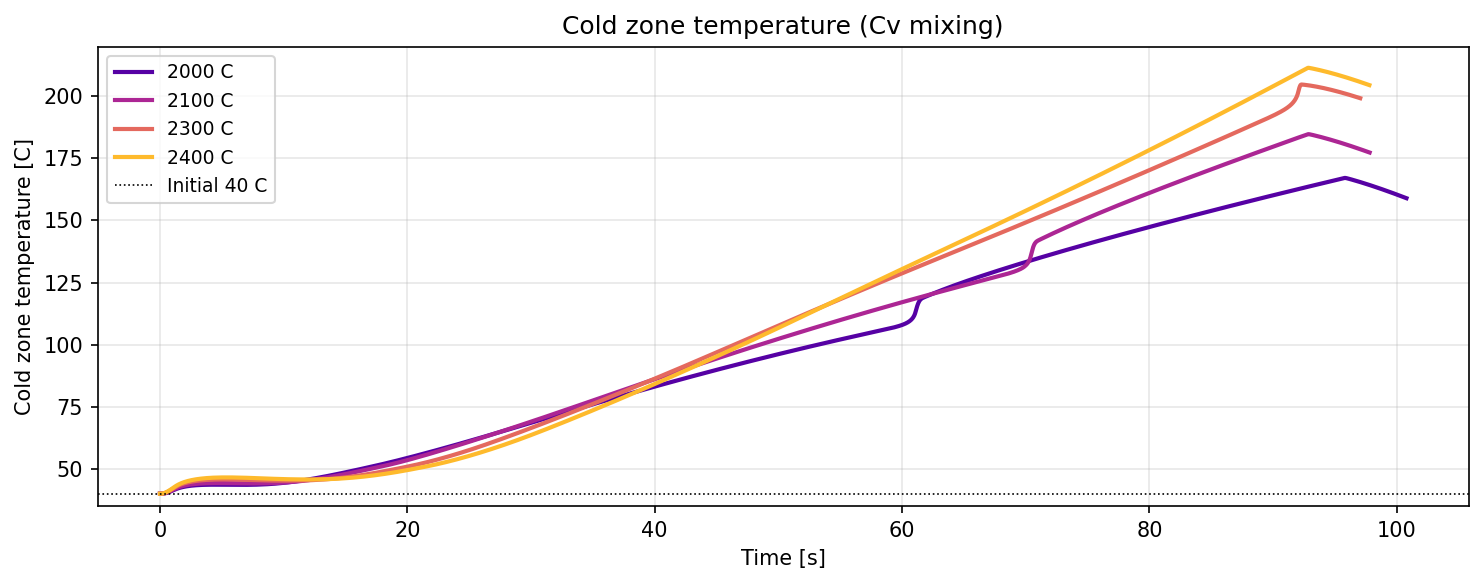 Cold zone temperature (Cv mixing)
2000 C
2100 C
2300 C
2400 C
Initial 40 C
Cold zone temperature [C]
200
175
150
125
100
75
50
0 20 40 60 80 100
Time [s]